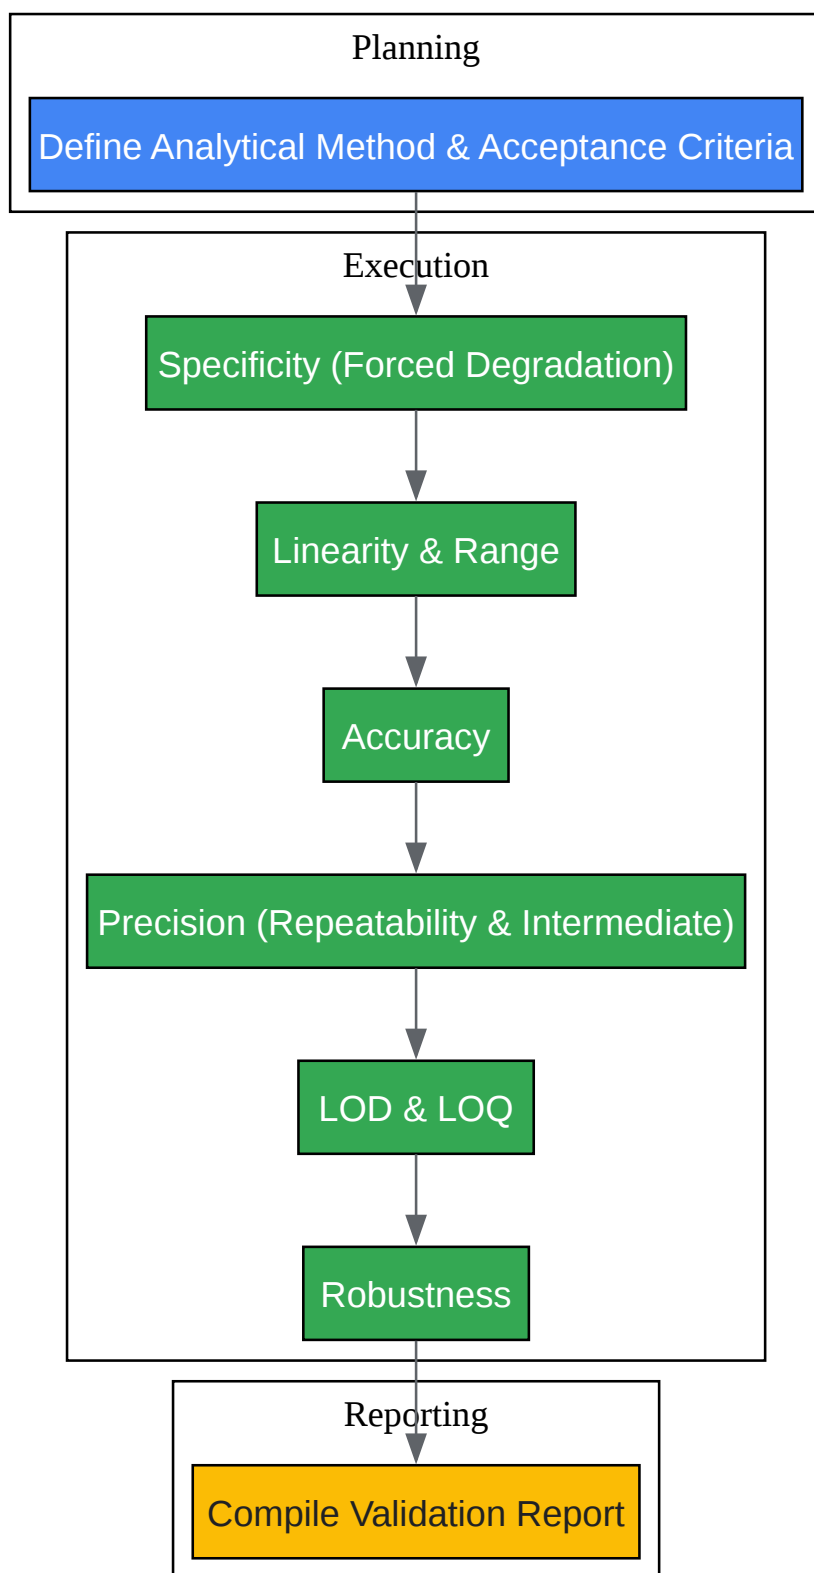 Planning
Define Analytical Method & Acceptance Criteria
Execution
Specificity (Forced Degradation)
Linearity & Range
Accuracy
Precision (Repeatability & Intermediate)
LOD & LOQ
Robustness
Reporting
Compile Validation Report